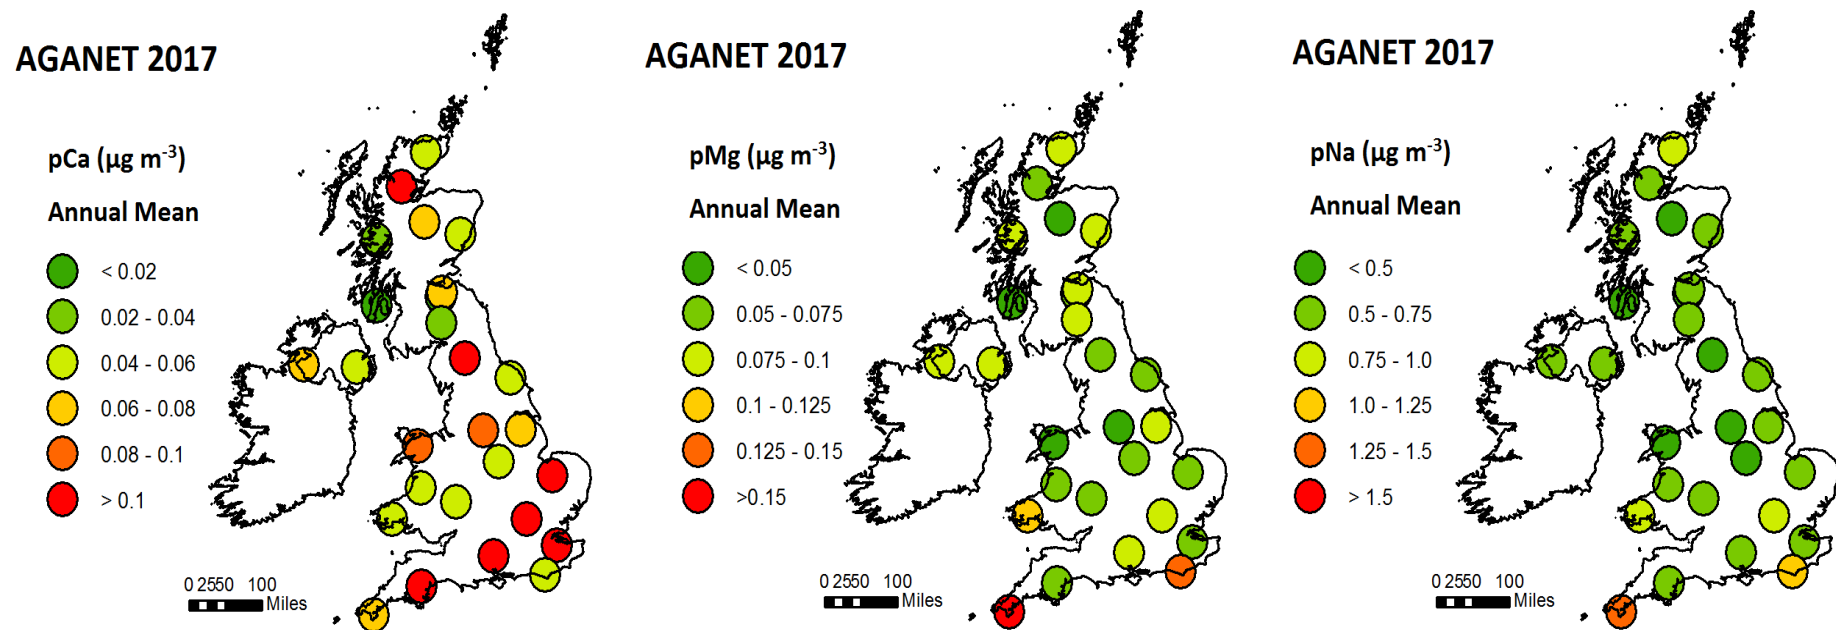 AGANET 2017
pCa (µg m⁻³)
Annual Mean
< 0.02
0.02 - 0.04
0.04 - 0.06
0.06 - 0.08
0.08 - 0.1
> 0.1
0 2550 100
Miles
AGANET 2017
pMg (µg m⁻³)
Annual Mean
< 0.05
0.05 - 0.075
0.075 - 0.1
0.1 - 0.125
0.125 - 0.15
>0.15
0 2550 100
Miles
AGANET 2017
pNa (µg m⁻³)
Annual Mean
< 0.5
0.5 - 0.75
0.75 - 1.0
1.0 - 1.25
1.25 - 1.5
> 1.5
0 2550 100
Miles